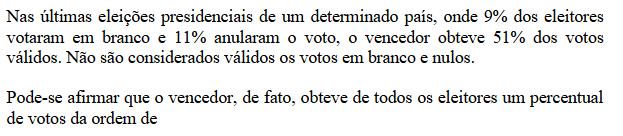 Nas últimas eleições presidenciais de um determinado país, onde 9% dos eleitores
votaram em branco e 11% anularam o voto, o vencedor obteve 51% dos votos
válidos. Não são considerados válidos os votos em branco e nulos.
Pode-se afirmar que o vencedor, de fato, obteve de todos os eleitores um percentual
de votos da ordem de